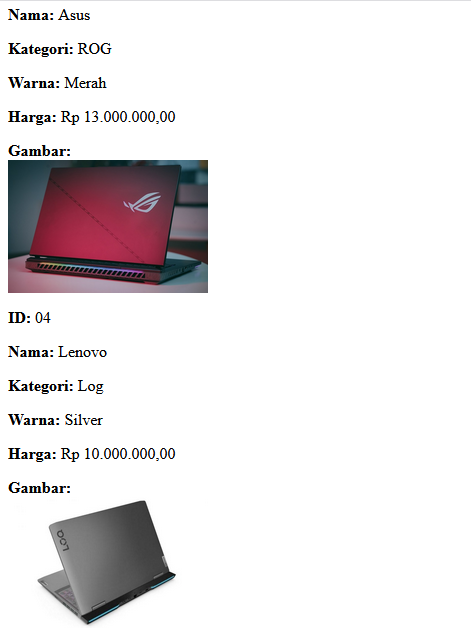 Nama: Asus
Kategori: ROG
Warna: Merah
Harga: Rp 13.000.000,00
Gambar:
ID: 04
Nama: Lenovo
Kategori: Log
Warna: Silver
Harga: Rp 10.000.000,00
Gambar:
LOQ